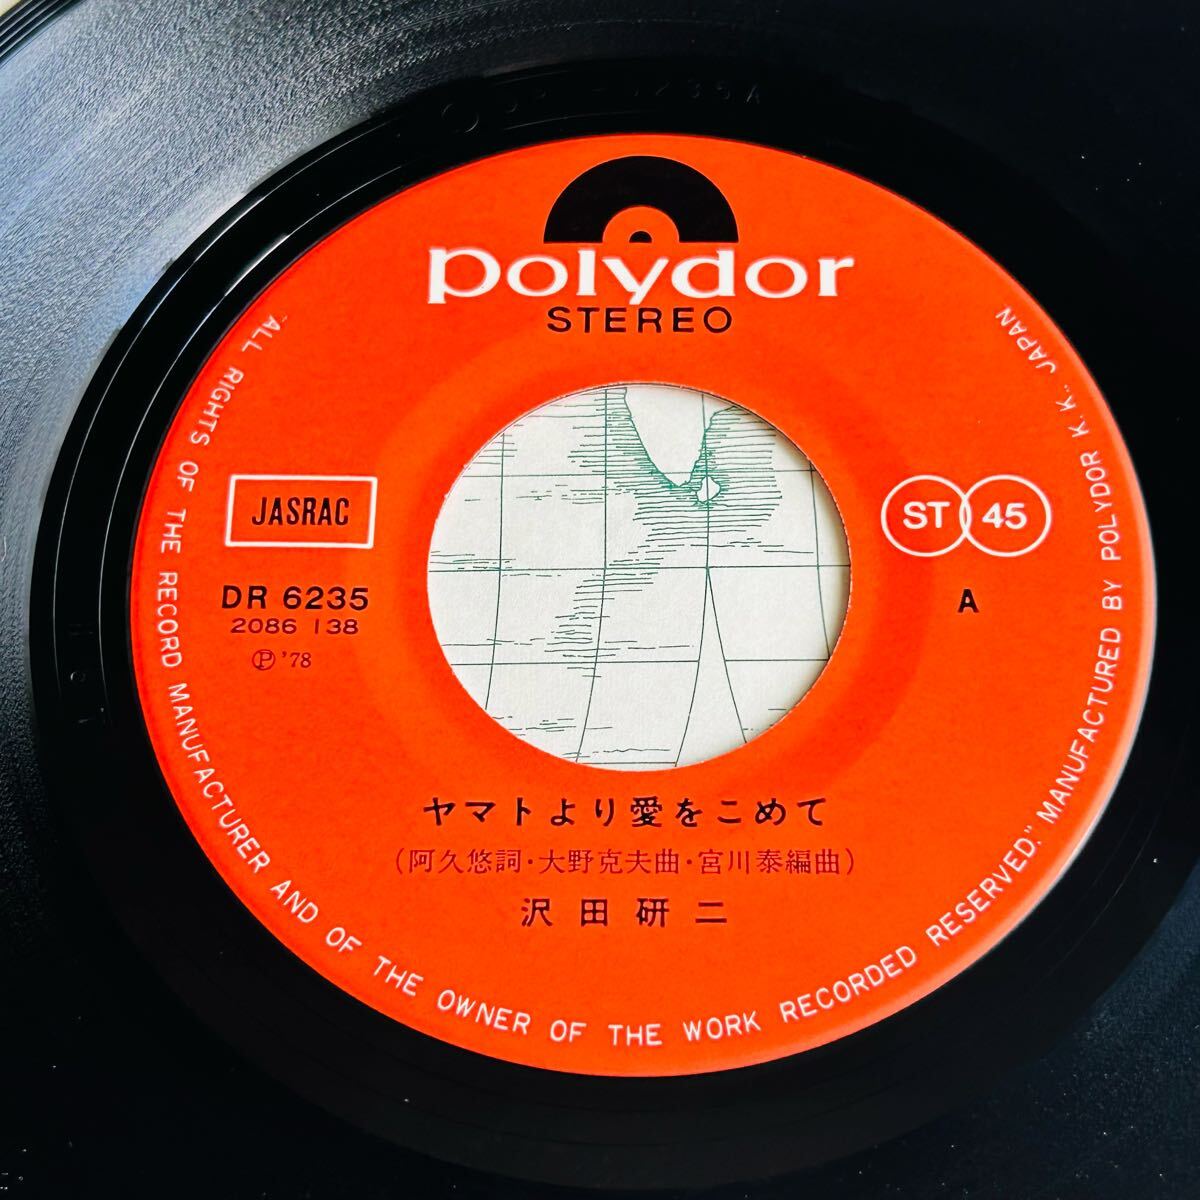 polydor
STEREO
JASRAC
DR 6235
2086 138
Ⓟ '78
ST 45
A
ヤマトより愛をこめて
(阿久悠詞・大野克夫曲・宮川泰編曲)
沢田研二
"ALL RIGHTS OF THE RECORD MANUFACTURER AND OF THE OWNER OF THE WORK RECORDED RESERVED." MANUFACTURED BY POLYDOR K. K., JAPAN